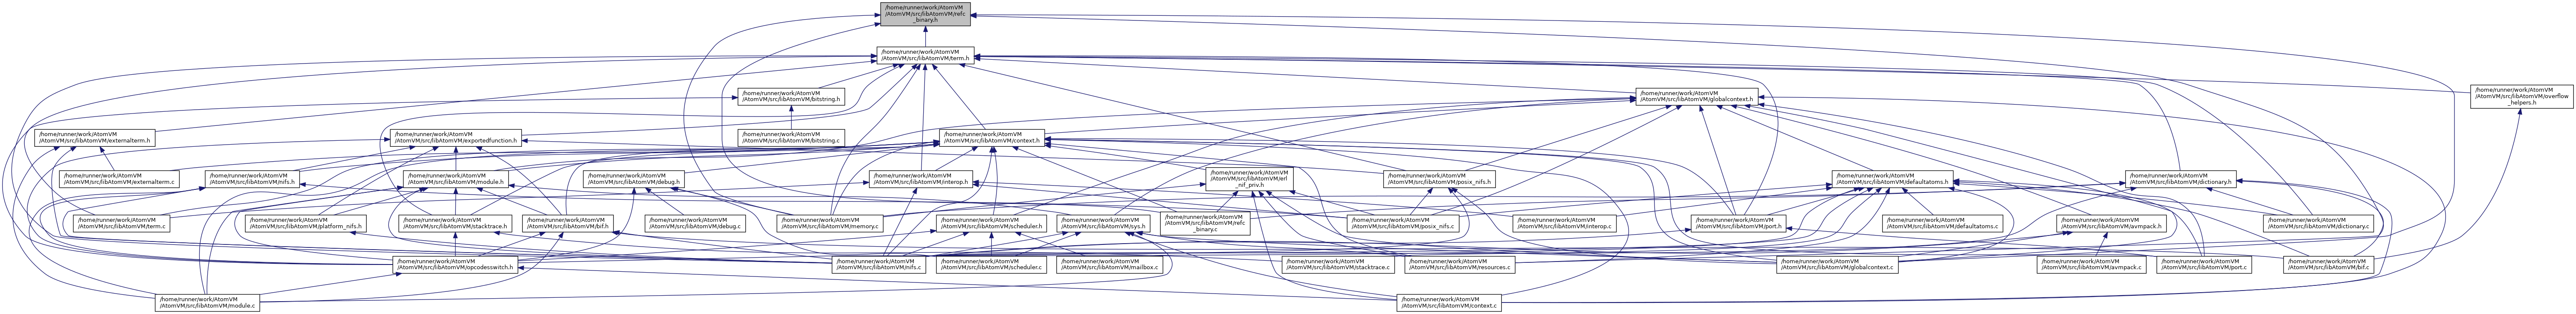 /home/runner/work/AtomVM
/AtomVM/src/libAtomVM/refc
_binary.h
/home/runner/work/AtomVM
/AtomVM/src/libAtomVM/term.h
/home/runner/work/AtomVM
/AtomVM/src/libAtomVM/bitstring.h
/home/runner/work/AtomVM
/AtomVM/src/libAtomVM/globalcontext.h
/home/runner/work/AtomVM
/AtomVM/src/libAtomVM/overflow
_helpers.h
/home/runner/work/AtomVM
/AtomVM/src/libAtomVM/externalterm.h
/home/runner/work/AtomVM
/AtomVM/src/libAtomVM/exportedfunction.h
/home/runner/work/AtomVM
/AtomVM/src/libAtomVM/bitstring.c
/home/runner/work/AtomVM
/AtomVM/src/libAtomVM/context.h
/home/runner/work/AtomVM
/AtomVM/src/libAtomVM/externalterm.c
/home/runner/work/AtomVM
/AtomVM/src/libAtomVM/nifs.h
/home/runner/work/AtomVM
/AtomVM/src/libAtomVM/module.h
/home/runner/work/AtomVM
/AtomVM/src/libAtomVM/debug.h
/home/runner/work/AtomVM
/AtomVM/src/libAtomVM/interop.h
/home/runner/work/AtomVM
/AtomVM/src/libAtomVM/erl
_nif_priv.h
/home/runner/work/AtomVM
/AtomVM/src/libAtomVM/posix_nifs.h
/home/runner/work/AtomVM
/AtomVM/src/libAtomVM/defaultatoms.h
/home/runner/work/AtomVM
/AtomVM/src/libAtomVM/dictionary.h
/home/runner/work/AtomVM
/AtomVM/src/libAtomVM/term.c
/home/runner/work/AtomVM
/AtomVM/src/libAtomVM/platform_nifs.h
/home/runner/work/AtomVM
/AtomVM/src/libAtomVM/stacktrace.h
/home/runner/work/AtomVM
/AtomVM/src/libAtomVM/bif.h
/home/runner/work/AtomVM
/AtomVM/src/libAtomVM/debug.c
/home/runner/work/AtomVM
/AtomVM/src/libAtomVM/memory.c
/home/runner/work/AtomVM
/AtomVM/src/libAtomVM/scheduler.h
/home/runner/work/AtomVM
/AtomVM/src/libAtomVM/sys.h
/home/runner/work/AtomVM
/AtomVM/src/libAtomVM/refc
_binary.c
/home/runner/work/AtomVM
/AtomVM/src/libAtomVM/posix_nifs.c
/home/runner/work/AtomVM
/AtomVM/src/libAtomVM/interop.c
/home/runner/work/AtomVM
/AtomVM/src/libAtomVM/port.h
/home/runner/work/AtomVM
/AtomVM/src/libAtomVM/defaultatoms.c
/home/runner/work/AtomVM
/AtomVM/src/libAtomVM/avmpack.h
/home/runner/work/AtomVM
/AtomVM/src/libAtomVM/dictionary.c
/home/runner/work/AtomVM
/AtomVM/src/libAtomVM/opcodesswitch.h
/home/runner/work/AtomVM
/AtomVM/src/libAtomVM/nifs.c
/home/runner/work/AtomVM
/AtomVM/src/libAtomVM/scheduler.c
/home/runner/work/AtomVM
/AtomVM/src/libAtomVM/mailbox.c
/home/runner/work/AtomVM
/AtomVM/src/libAtomVM/stacktrace.c
/home/runner/work/AtomVM
/AtomVM/src/libAtomVM/resources.c
/home/runner/work/AtomVM
/AtomVM/src/libAtomVM/globalcontext.c
/home/runner/work/AtomVM
/AtomVM/src/libAtomVM/avmpack.c
/home/runner/work/AtomVM
/AtomVM/src/libAtomVM/port.c
/home/runner/work/AtomVM
/AtomVM/src/libAtomVM/bif.c
/home/runner/work/AtomVM
/AtomVM/src/libAtomVM/module.c
/home/runner/work/AtomVM
/AtomVM/src/libAtomVM/context.c